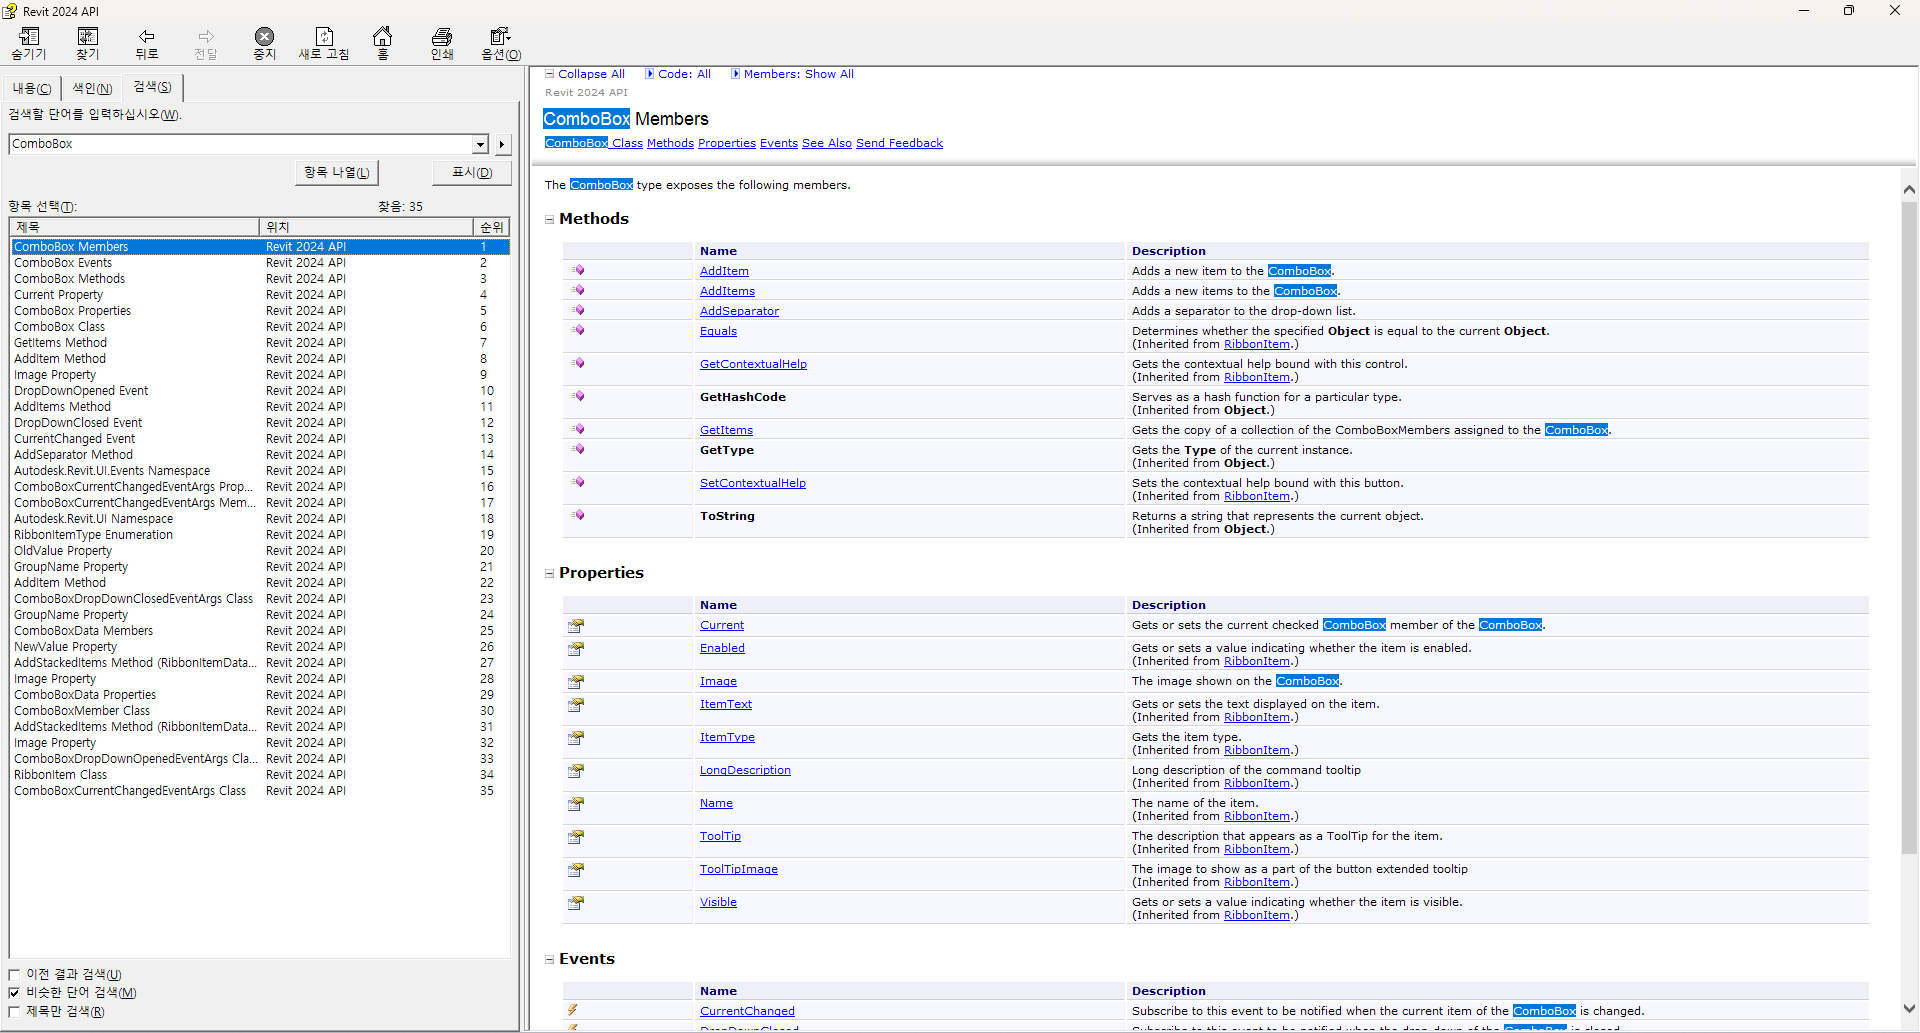 Revit 2024 API
숨기기 찾기 뒤로 전달 중지 새로 고침 홈 인쇄 옵션(O)
내용(C) 색인(N) 검색(S)
검색할 단어를 입력하십시오(W).
ComboBox
항목 나열(L) 표시(D)
항목 선택(T): 찾음: 35
제목 위치 순위
ComboBox Members Revit 2024 API 1
ComboBox Events Revit 2024 API 2
ComboBox Methods Revit 2024 API 3
Current Property Revit 2024 API 4
ComboBox Properties Revit 2024 API 5
ComboBox Class Revit 2024 API 6
GetItems Method Revit 2024 API 7
AddItem Method Revit 2024 API 8
Image Property Revit 2024 API 9
DropDownOpened Event Revit 2024 API 10
AddItems Method Revit 2024 API 11
DropDownClosed Event Revit 2024 API 12
CurrentChanged Event Revit 2024 API 13
AddSeparator Method Revit 2024 API 14
Autodesk.Revit.UI.Events Namespace Revit 2024 API 15
ComboBoxCurrentChangedEventArgs Prop... Revit 2024 API 16
ComboBoxCurrentChangedEventArgs Mem... Revit 2024 API 17
Autodesk.Revit.UI Namespace Revit 2024 API 18
RibbonItemType Enumeration Revit 2024 API 19
OldValue Property Revit 2024 API 20
GroupName Property Revit 2024 API 21
AddItem Method Revit 2024 API 22
ComboBoxDropDownClosedEventArgs Class Revit 2024 API 23
GroupName Property Revit 2024 API 24
ComboBoxData Members Revit 2024 API 25
NewValue Property Revit 2024 API 26
AddStackedItems Method (RibbonItemData... Revit 2024 API 27
Image Property Revit 2024 API 28
ComboBoxData Properties Revit 2024 API 29
ComboBoxMember Class Revit 2024 API 30
AddStackedItems Method (RibbonItemData... Revit 2024 API 31
Image Property Revit 2024 API 32
ComboBoxDropDownOpenedEventArgs Cla... Revit 2024 API 33
RibbonItem Class Revit 2024 API 34
ComboBoxCurrentChangedEventArgs Class Revit 2024 API 35
이전 결과 검색(U)
비슷한 단어 검색(M)
제목만 검색(R)
Collapse All Code: All Members: Show All
Revit 2024 API
ComboBox Members
ComboBox Class Methods Properties Events See Also Send Feedback
The ComboBox type exposes the following members.
Methods
Name Description
AddItem Adds a new item to the ComboBox.
AddItems Adds a new items to the ComboBox.
AddSeparator Adds a separator to the drop-down list.
Equals Determines whether the specified Object is equal to the current Object.
(Inherited from RibbonItem.)
GetContextualHelp Gets the contextual help bound with this control.
(Inherited from RibbonItem.)
GetHashCode Serves as a hash function for a particular type.
(Inherited from Object.)
GetItems Gets the copy of a collection of the ComboBoxMembers assigned to the ComboBox.
GetType Gets the Type of the current instance.
(Inherited from Object.)
SetContextualHelp Sets the contextual help bound with this button.
(Inherited from RibbonItem.)
ToString Returns a string that represents the current object.
(Inherited from Object.)
Properties
Name Description
Current Gets or sets the current checked ComboBox member of the ComboBox.
Enabled Gets or sets a value indicating whether the item is enabled.
(Inherited from RibbonItem.)
Image The image shown on the ComboBox.
ItemText Gets or sets the text displayed on the item.
(Inherited from RibbonItem.)
ItemType Gets the item type.
(Inherited from RibbonItem.)
LongDescription Long description of the command tooltip
(Inherited from RibbonItem.)
Name The name of the item.
(Inherited from RibbonItem.)
ToolTip The description that appears as a ToolTip for the item.
(Inherited from RibbonItem.)
ToolTipImage The image to show as a part of the button extended tooltip
(Inherited from RibbonItem.)
Visible Gets or sets a value indicating whether the item is visible.
(Inherited from RibbonItem.)
Events
Name Description
CurrentChanged Subscribe to this event to be notified when the current item of the ComboBox is changed.
DropDownClosed Subscribe to this event to be notified when the drop-down of the ComboBox is closed.